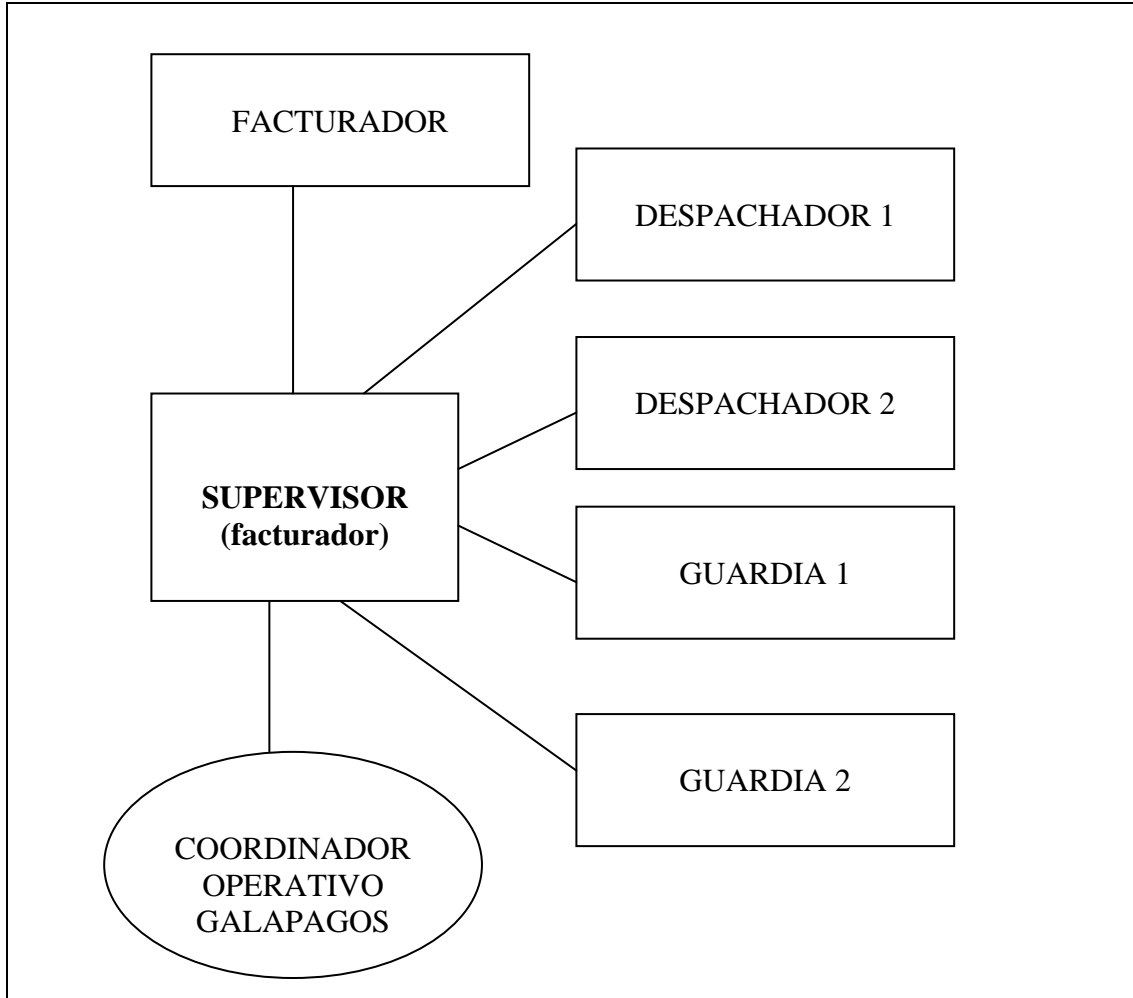 FACTURADOR
DESPACHADOR 1
DESPACHADOR 2
SUPERVISOR
(facturador)
GUARDIA 1
GUARDIA 2
COORDINADOR
OPERATIVO
GALAPAGOS